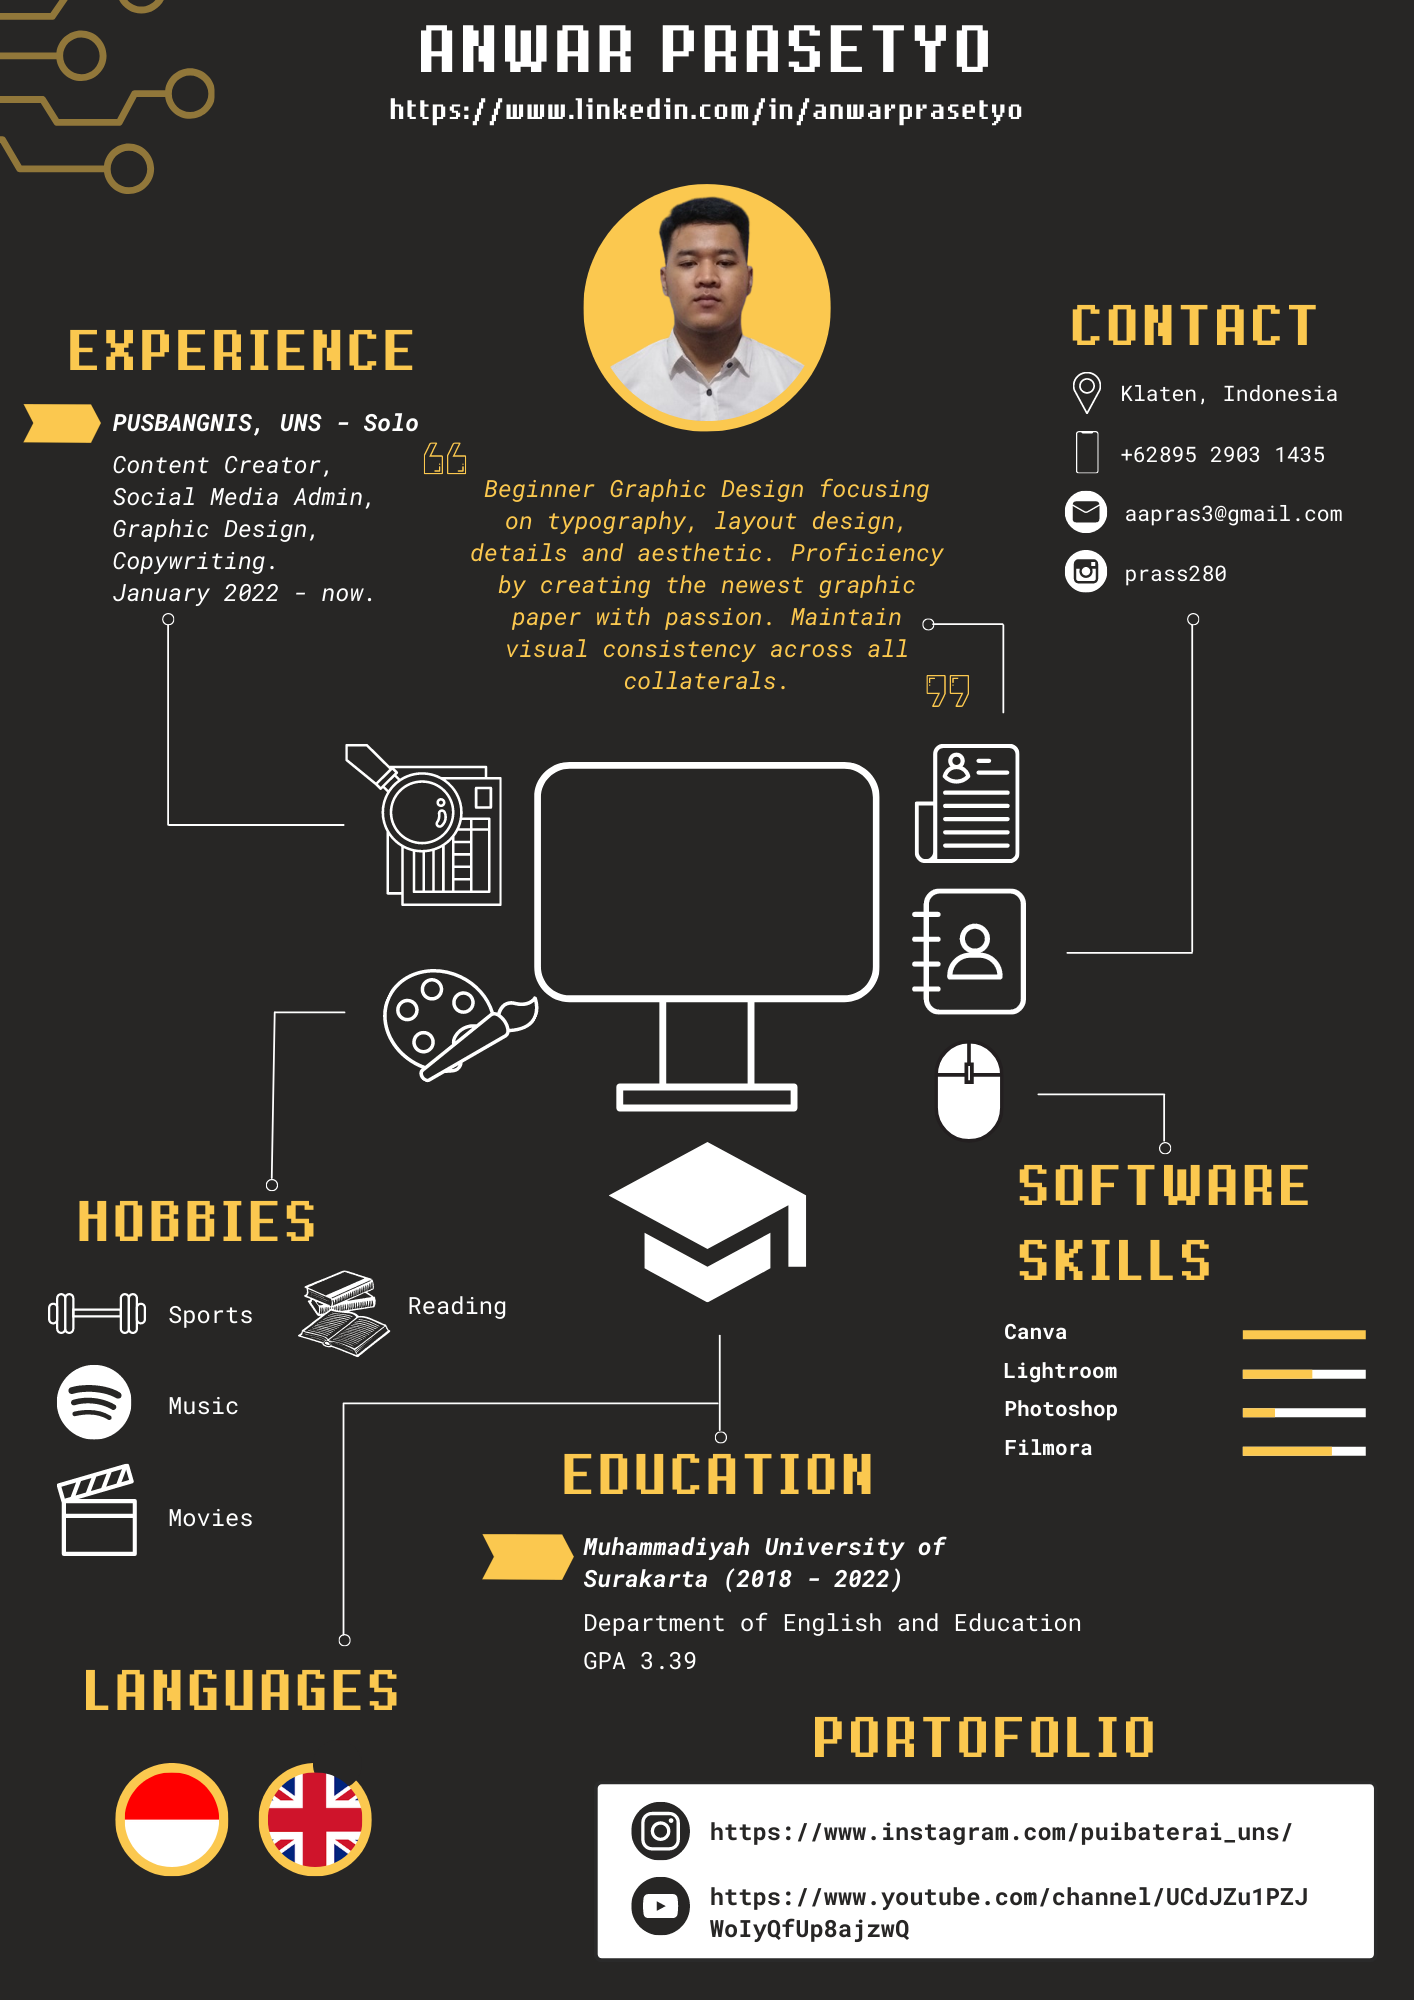 ANWAR PRASETYO
https://www.linkedin.com/in/anwarprasetyo
EXPERIENCE
PUSBANGNIS, UNS - Solo
Content Creator,
Social Media Admin,
Graphic Design,
Copywriting.
January 2022 - now.
Beginner Graphic Design focusing
on typography, layout design,
details and aesthetic. Proficiency
by creating the newest graphic
paper with passion. Maintain
visual consistency across all
collaterals.
CONTACT
Klaten, Indonesia
+62895 2903 1435
aapras3@gmail.com
prass280
HOBBIES
Sports
Reading
Music
Movies
SOFTWARE
SKILLS
Canva
Lightroom
Photoshop
Filmora
EDUCATION
Muhammadiyah University of
Surakarta (2018 - 2022)
Department of English and Education
GPA 3.39
LANGUAGES
PORTOFOLIO
https://www.instagram.com/puibaterai_uns/
https://www.youtube.com/channel/UCdJZu1PZJ
WoIyQfUp8ajzwQ